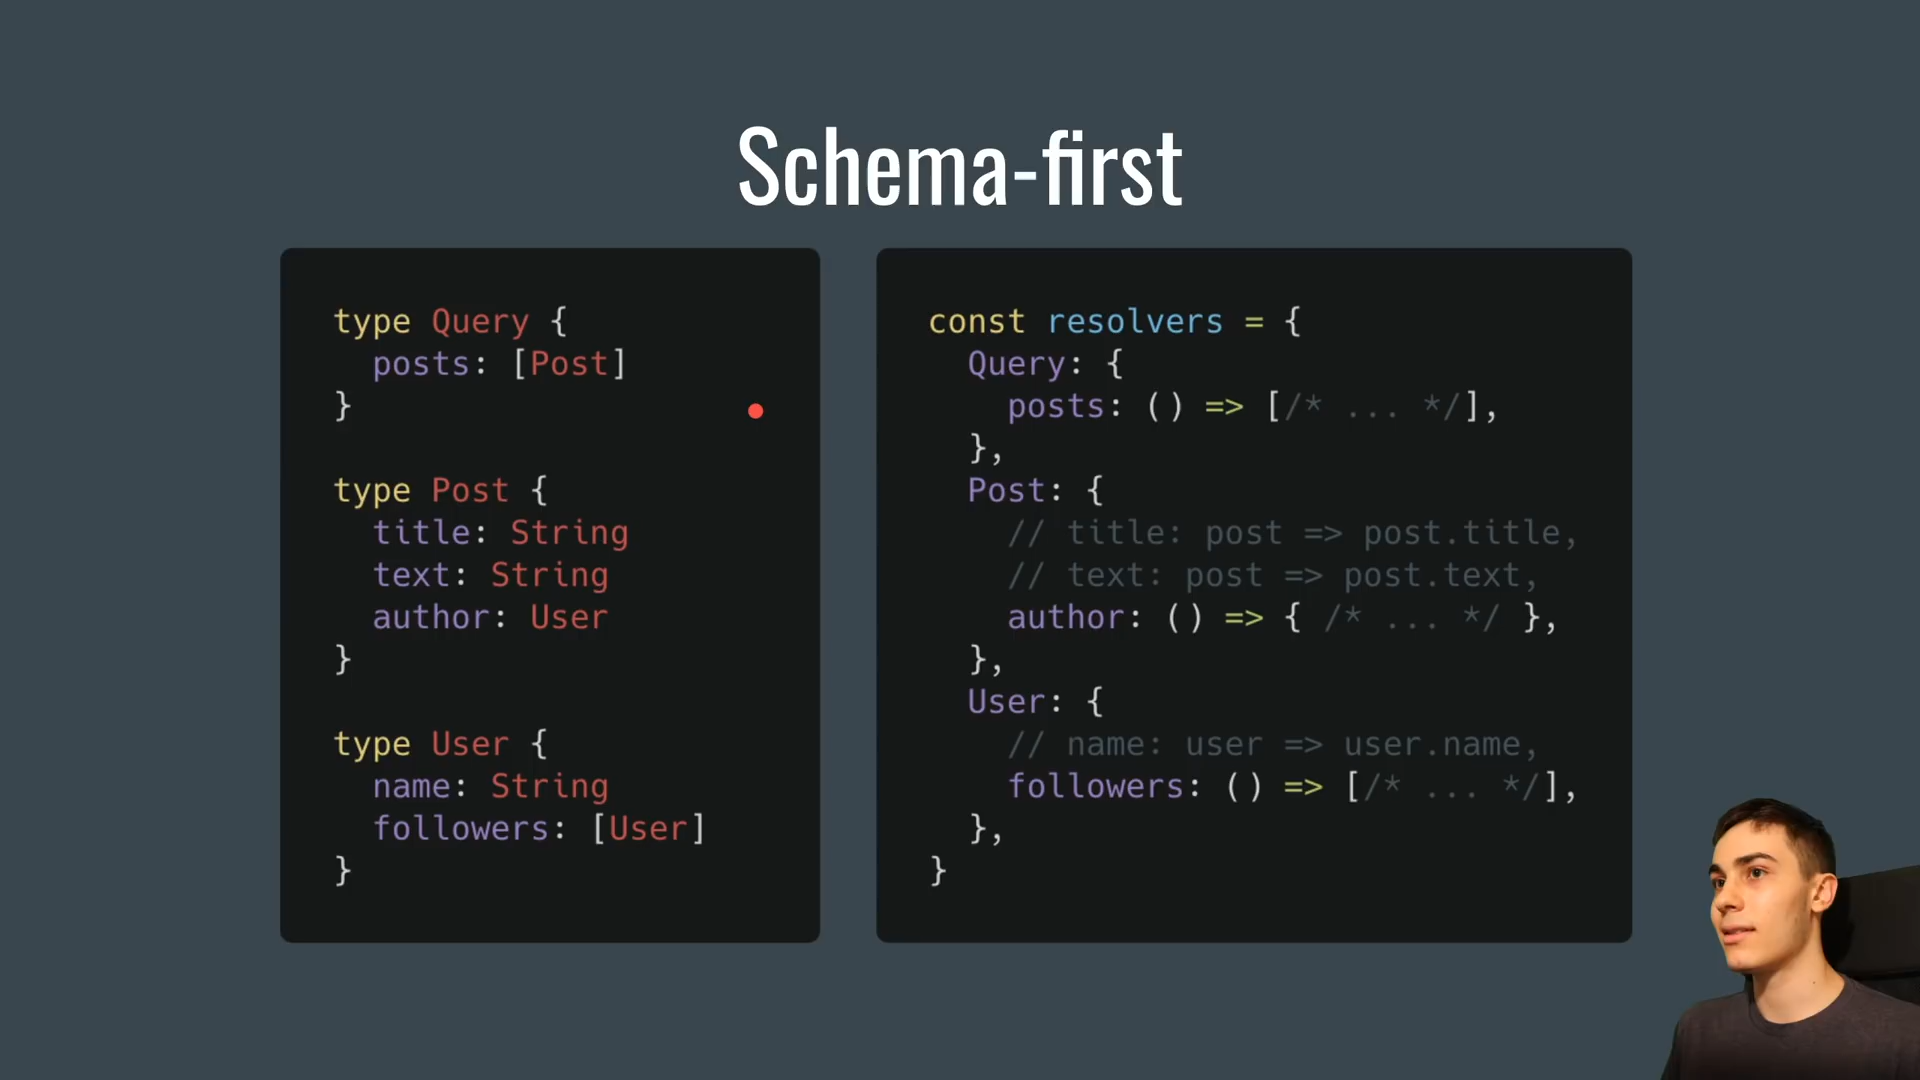 Schema-first
type Query {
  posts: [Post]
}
type Post {
  title: String
  text: String
  author: User
}
type User {
  name: String
  followers: [User]
}
const resolvers = {
  Query: {
    posts: () => [/* ... */],
  },
  Post: {
    // title: post => post.title,
    // text: post => post.text,
    author: () => { /* ... */ },
  },
  User: {
    // name: user => user.name,
    followers: () => [/* ... */],
  },
}